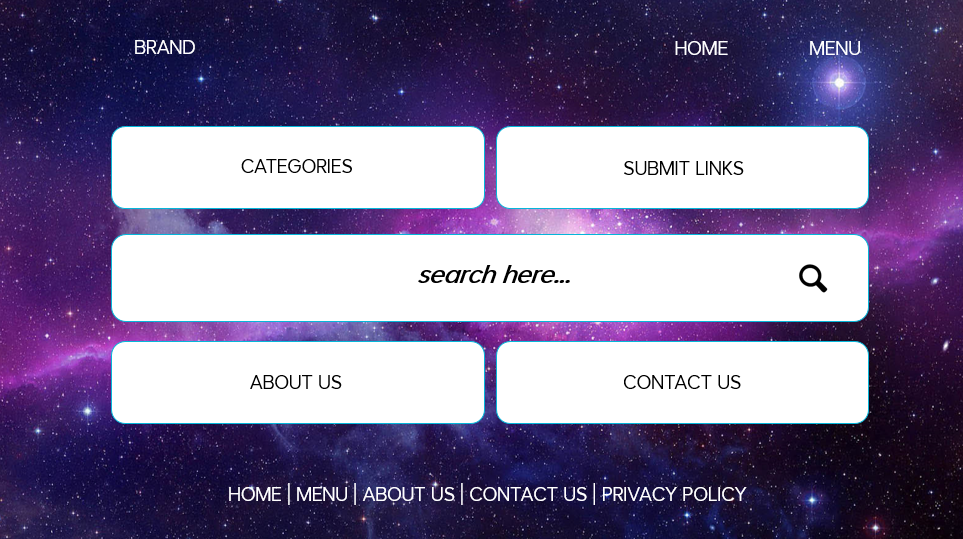 BRAND HOME MENU
CATEGORIES SUBMIT LINKS
search here...
ABOUT US CONTACT US
HOME | MENU | ABOUT US | CONTACT US | PRIVACY POLICY